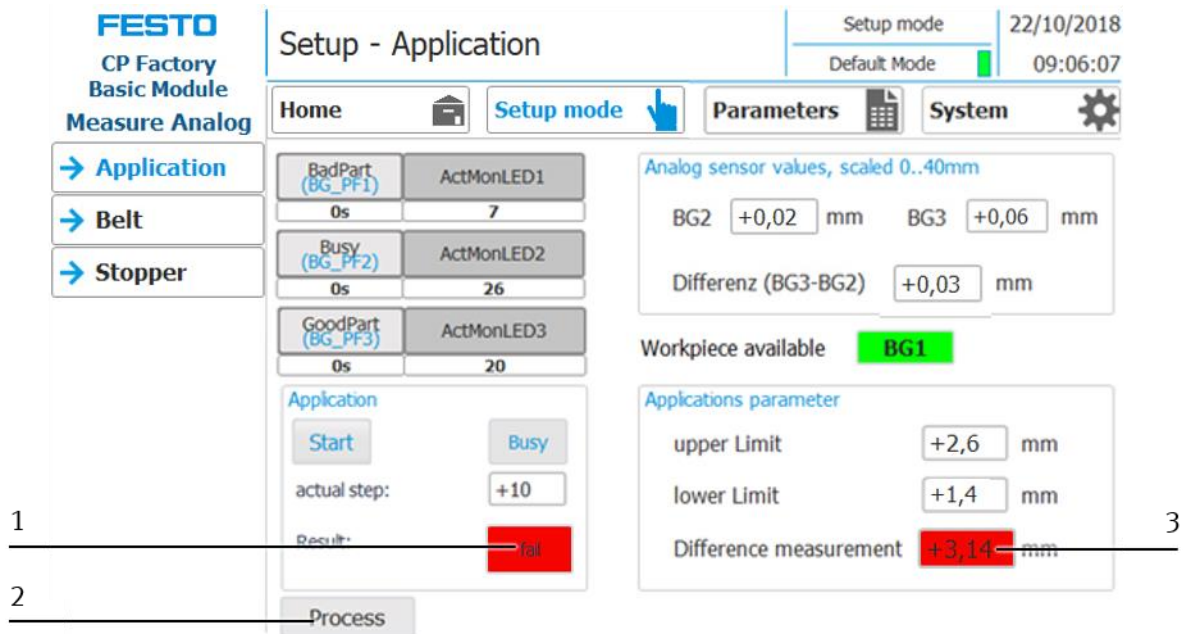 FESTO
CP Factory
Basic Module
Measure Analog
Setup - Application
Setup mode
Default Mode
22/10/2018
09:06:07
Home
Setup mode
Parameters
System
Application
Belt
Stopper
BadPart
(BG_PF1)
ActMonLED1
0s 7
Busy
(BG_PF2)
ActMonLED2
0s 26
GoodPart
(BG_PF3)
ActMonLED3
0s 20
Analog sensor values, scaled 0..40mm
BG2 +0,02 mm BG3 +0,06 mm
Differenz (BG3-BG2) +0,03 mm
Workpiece available BG1
Application
Start Busy
actual step: +10
Result: fail
Process
Applications parameter
upper Limit +2,6 mm
lower Limit +1,4 mm
Difference measurement +3,14 mm
1
2
3